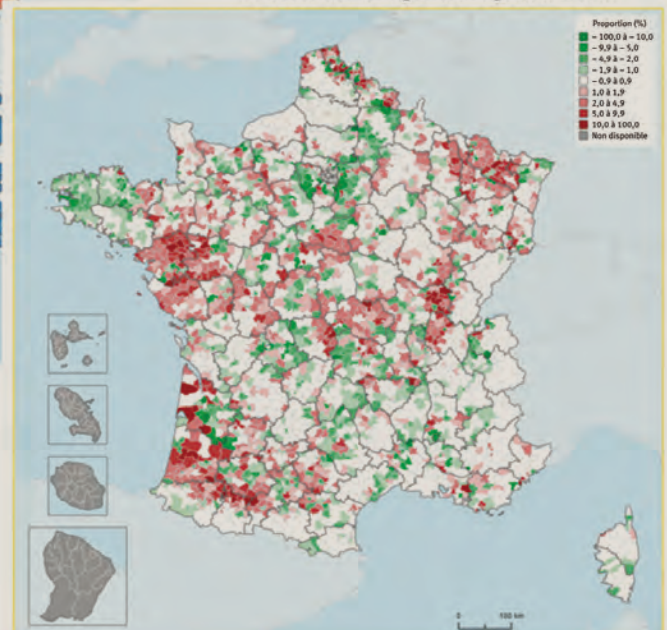 Proportion (%)
– 100,0 à – 10,0
– 9,9 à – 5,0
– 4,9 à – 2,0
– 1,9 à – 1,0
– 0,9 à 0,9
1,0 à 1,9
2,0 à 4,9
5,0 à 9,9
10,0 à 100,0
Non disponible
0 100 km